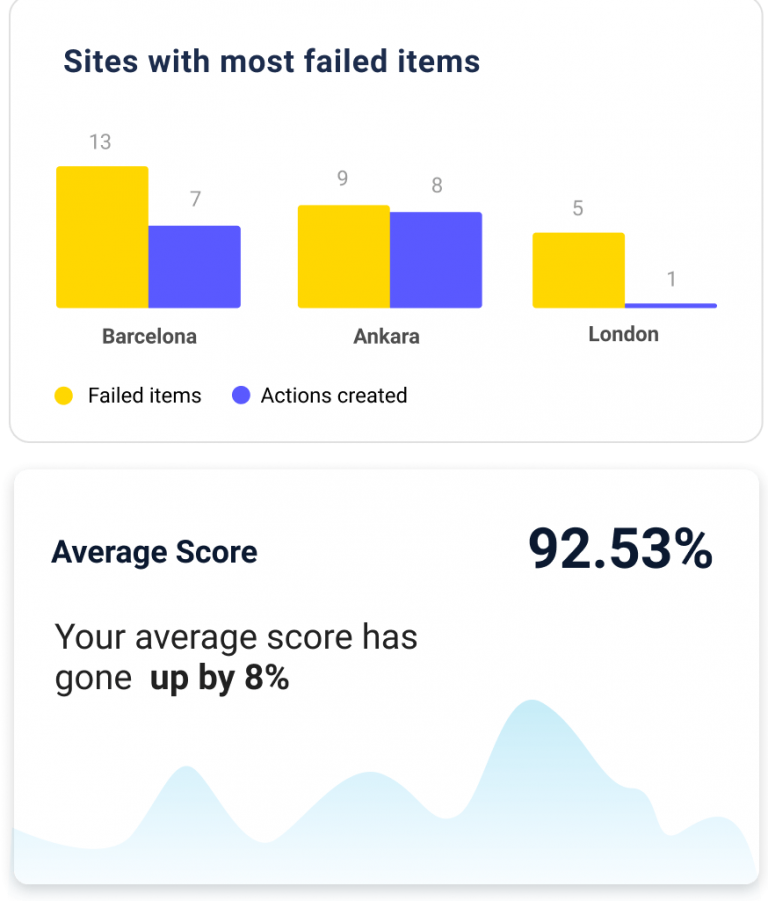 Sites with most failed items
13
7
9
8
5
1
Barcelona
Ankara
London
Failed items
Actions created
Average Score
92.53%
Your average score has
gone up by 8%